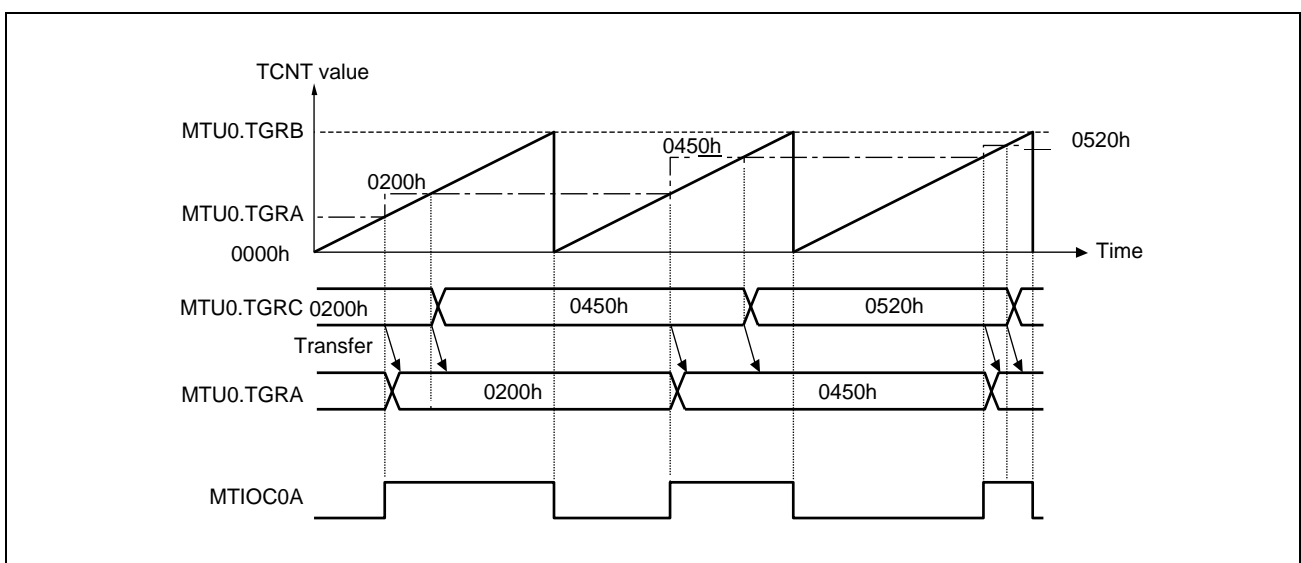 TCNT value
MTU0.TGRB
0450h
0520h
0200h
MTU0.TGRA
0000h
Time
MTU0.TGRC 0200h 0450h 0520h
Transfer
MTU0.TGRA 0200h 0450h
MTIOC0A